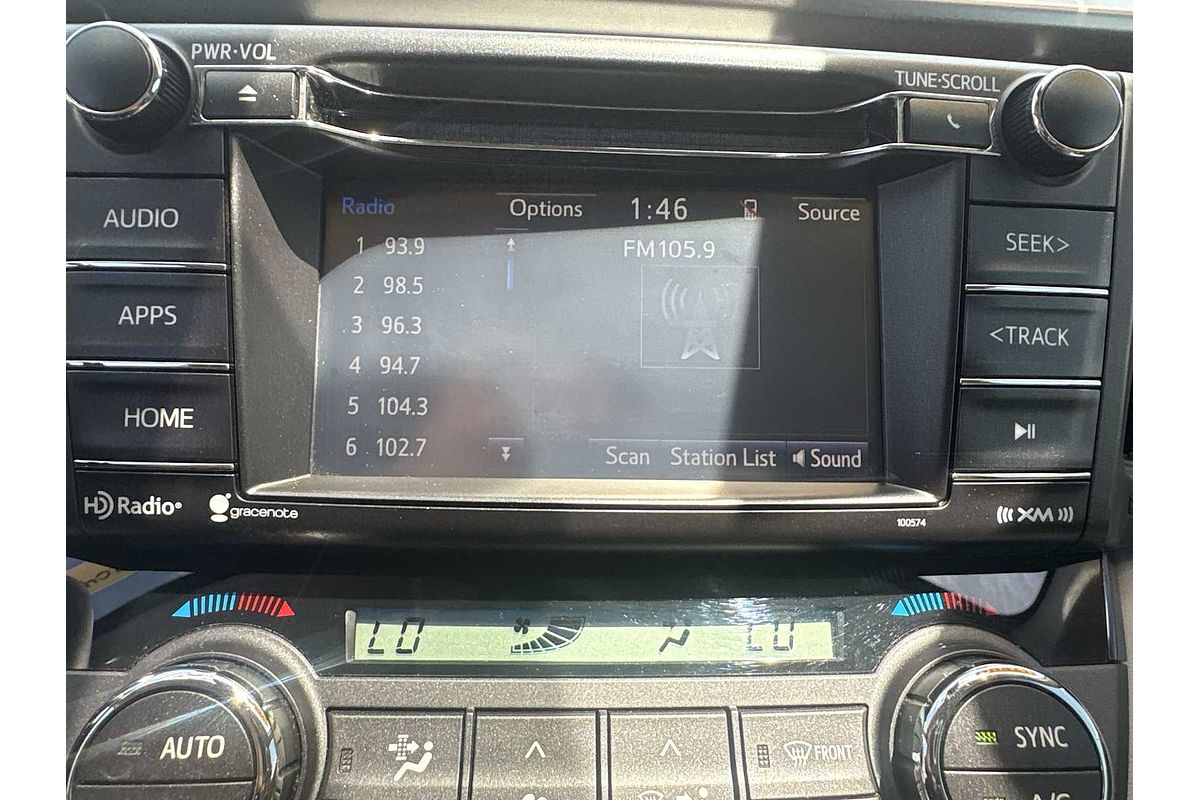 PWR·VOL
TUNE·SCROLL
AUDIO
APPS
HOME
Radio Options 1:46 Source
1 93.9
2 98.5
3 96.3
4 94.7
5 104.3
6 102.7
FM105.9
Scan Station List Sound
SEEK>
<TRACK
HD Radio
gracenote
100574
((( XM )))
LO LO
AUTO
FRONT
SYNC
A/C